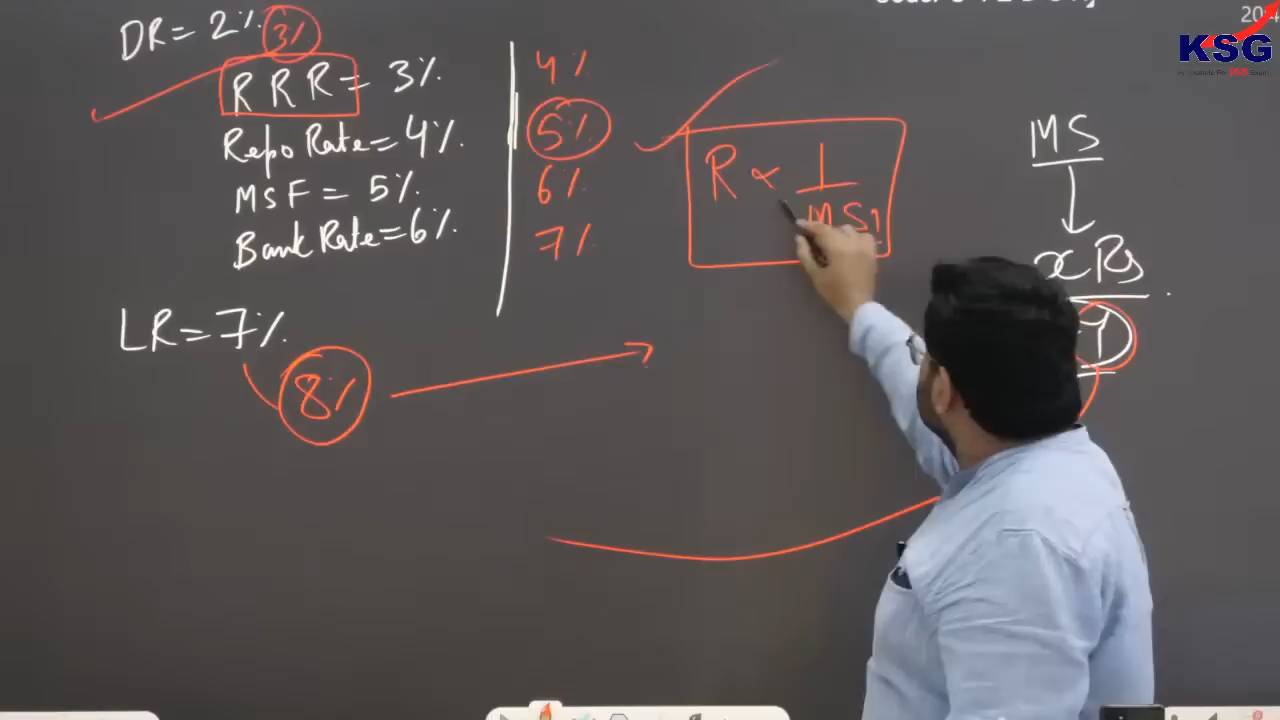 DR = 2% 3%
RRR = 3% 4%
Repo Rate = 4% 5%
MSF = 5% 6%
Bank Rate = 6% 7%
LR = 7%
8%
R ∝ 1
MS
MS
x Rs
Y
KSG